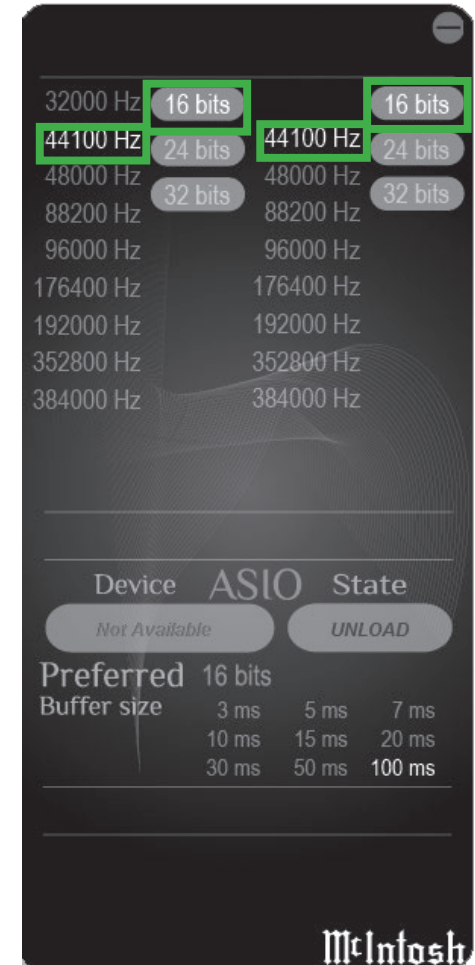 32000 Hz 16 bits 16 bits
44100 Hz 24 bits 44100 Hz 24 bits
48000 Hz 32 bits 48000 Hz 32 bits
88200 Hz 88200 Hz
96000 Hz 96000 Hz
176400 Hz 176400 Hz
192000 Hz 192000 Hz
352800 Hz 352800 Hz
384000 Hz 384000 Hz
Device ASIO State
Not Available UNLOAD
Preferred 16 bits
Buffer size 3 ms 5 ms 7 ms
10 ms 15 ms 20 ms
30 ms 50 ms 100 ms
McIntosh